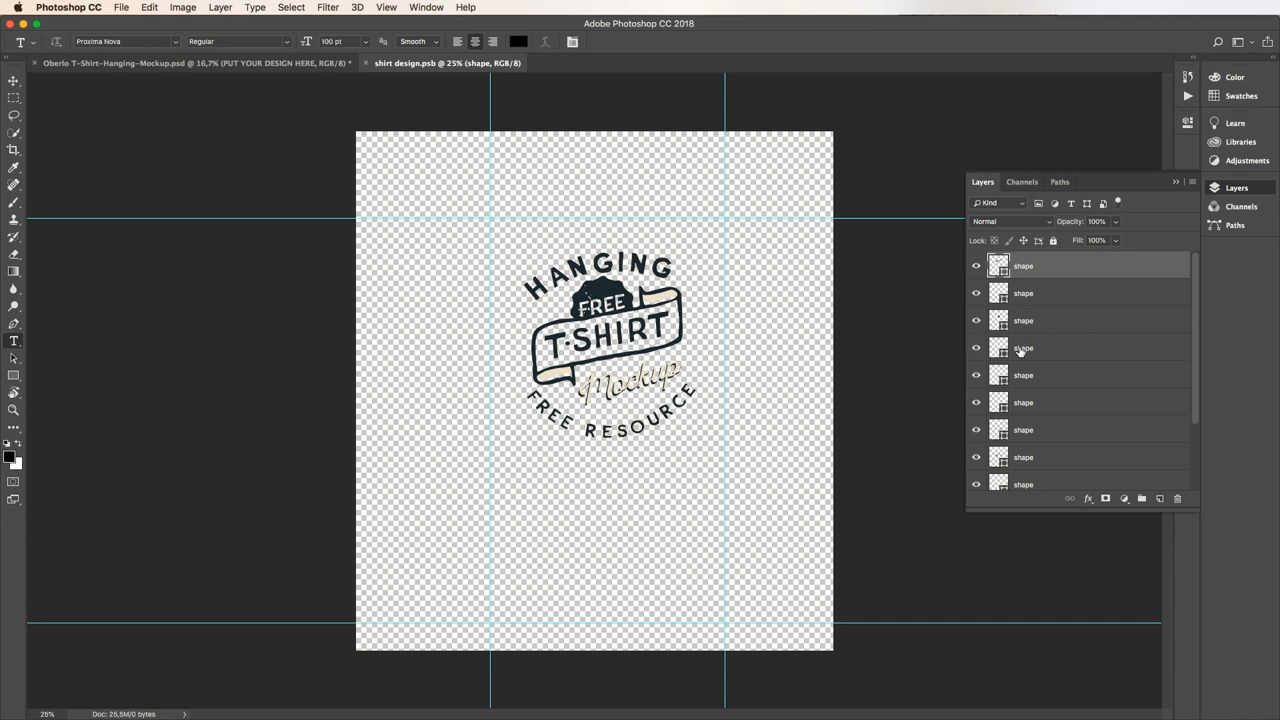 Photoshop CC File Edit Image Layer Type Select Filter 3D View Window Help
Adobe Photoshop CC 2018
T Proxima Nova Regular 100 pt aa Smooth
Oberlo T-Shirt-Hanging-Mockup.psd @ 16,7% (PUT YOUR DESIGN HERE, RGB/8) * shirt design.psb @ 25% (shape, RGB/8)
Color
Swatches
Learn
Libraries
Adjustments
Layers
Channels
Paths
Layers Channels Paths
Kind
Normal Opacity: 100%
Lock: Fill: 100%
shape
shape
shape
shape
shape
shape
shape
shape
shape
HANGING
FREE
T-SHIRT
Mockup
FREE RESOURCE
25% Doc: 25,5M/0 bytes